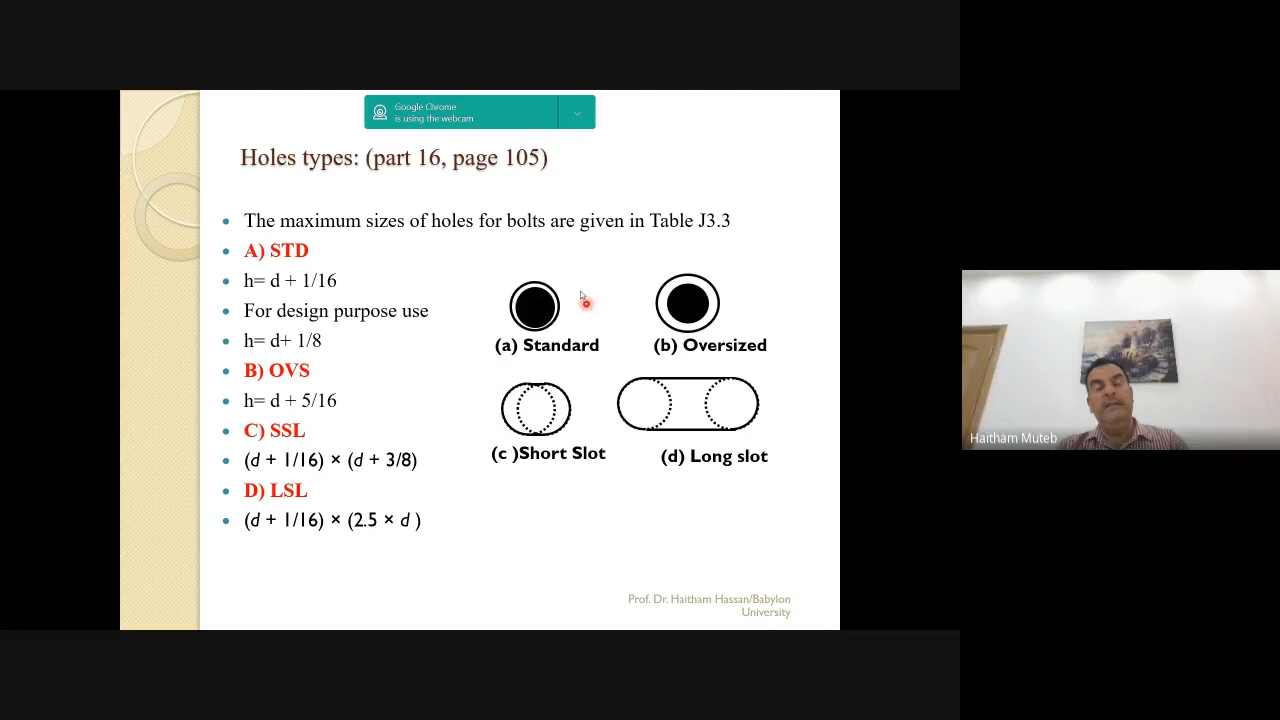 Google Chrome
is using the webcam
Holes types: (part 16, page 105)
The maximum sizes of holes for bolts are given in Table J3.3
A) STD
h= d + 1/16
For design purpose use
h= d+ 1/8
B) OVS
h= d + 5/16
C) SSL
(d + 1/16) × (d + 3/8)
D) LSL
(d + 1/16) × (2.5 × d )
(a) Standard
(b) Oversized
(c )Short Slot
(d) Long slot
Prof. Dr. Haitham Hassan/Babylon
University
Haitham Muteb